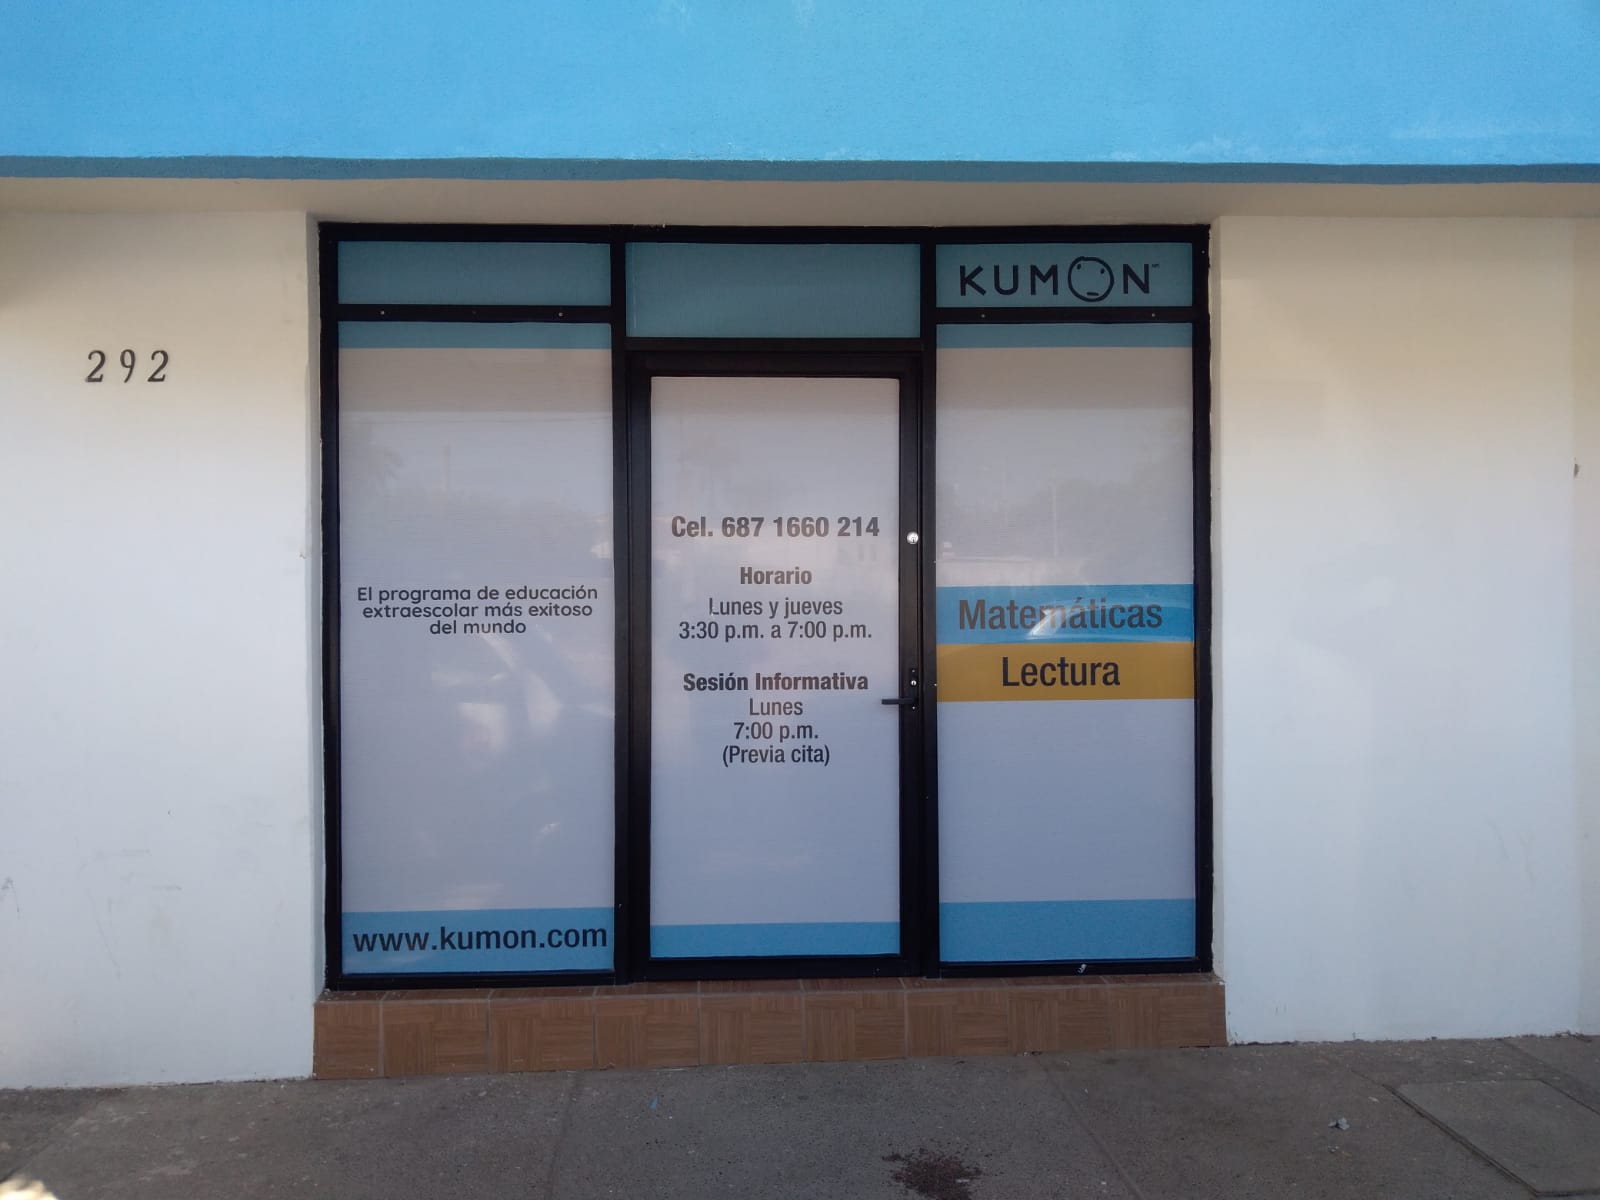 KUMON
292
El programa de educación
extraescolar más exitoso
del mundo
www.kumon.com
Cel. 687 1660 214
Horario
Lunes y jueves
3:30 p.m. a 7:00 p.m.
Sesión Informativa
Lunes
7:00 p.m.
(Previa cita)
Matemáticas
Lectura